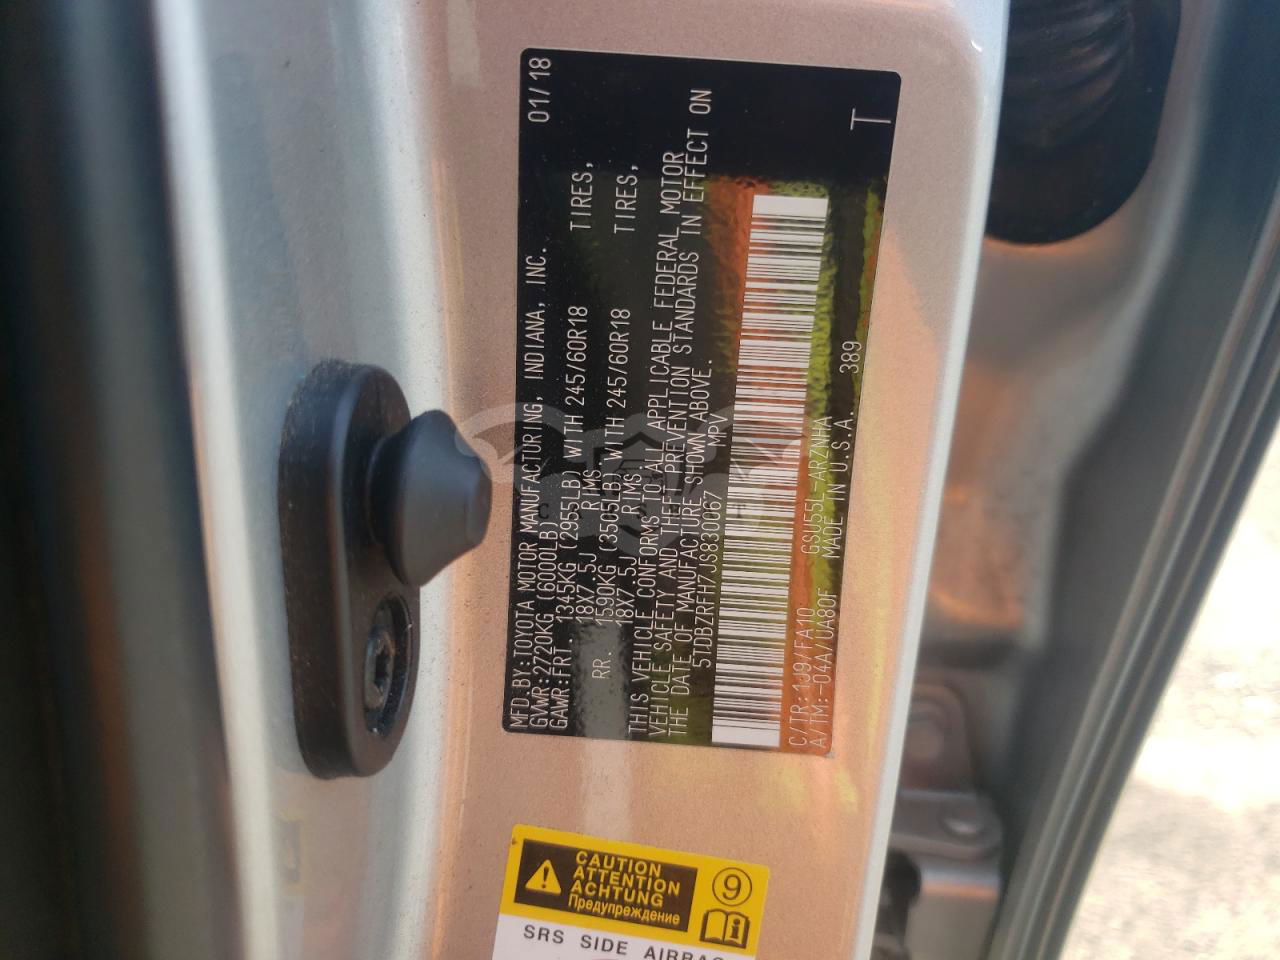 MFD.BY:TOYOTA MOTOR MANUFACTURING, INDIANA, INC. 01/18
GVWR:2720KG (6000LB)
GAWR:FRT. 1345KG (2955LB) WITH 245/60R18 TIRES,
18X7.5J RIMS
RR. 1590KG (3505LB) WITH 245/60R18 TIRES,
18X7.5J RIMS.
THIS VEHICLE CONFORMS TO ALL APPLICABLE FEDERAL MOTOR
VEHICLE SAFETY AND THEFT PREVENTION STANDARDS IN EFFECT ON
THE DATE OF MANUFACTURE SHOWN ABOVE.
5TDBZRFH7JS830067 MPV
C/TR:1J9/FA10 GSU55L-ARZNHA 389 T
A/TM:-04A/UA80F MADE IN U.S.A.
CAUTION
ATTENTION
ACHTUNG
Предупреждение
9
SRS SIDE AIRBAG